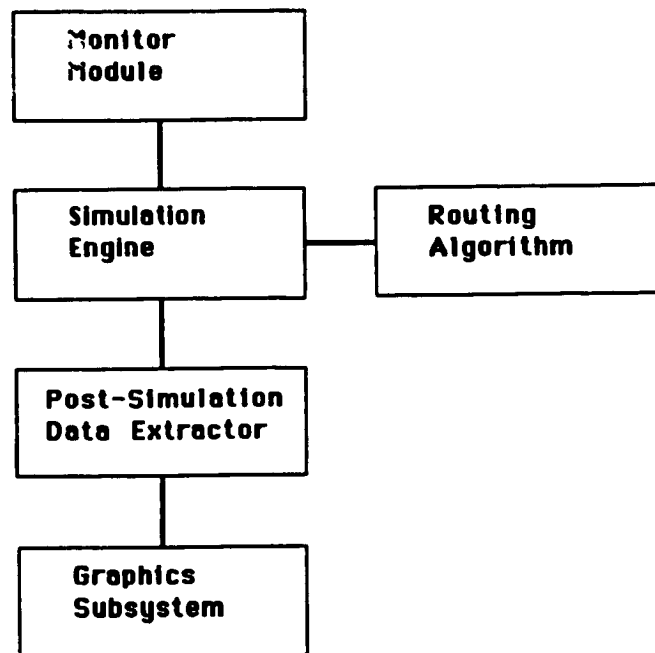 Monitor
Module
Simulation
Engine
Routing
Algorithm
Post-Simulation
Data Extractor
Graphics
Subsystem